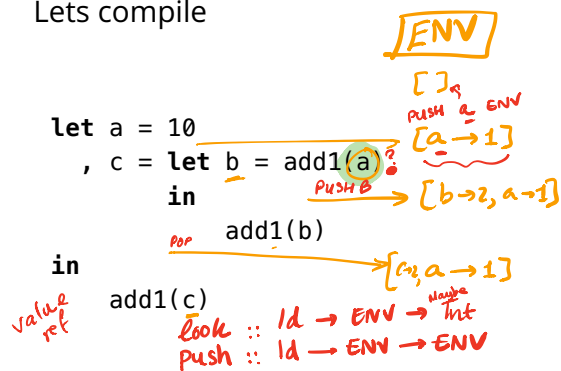 Lets compile
ENV
[ ]
PUSH a ENV
let a = 10
[a → 1]
, c = let b = add1(a) ?
PUSH B
in
[b→2, a→1]
add1(b)
POP
in
[c→2, a → 1]
add1(c)
value
ref
look :: Id → ENV → Maybe Int
push :: Id → ENV → ENV